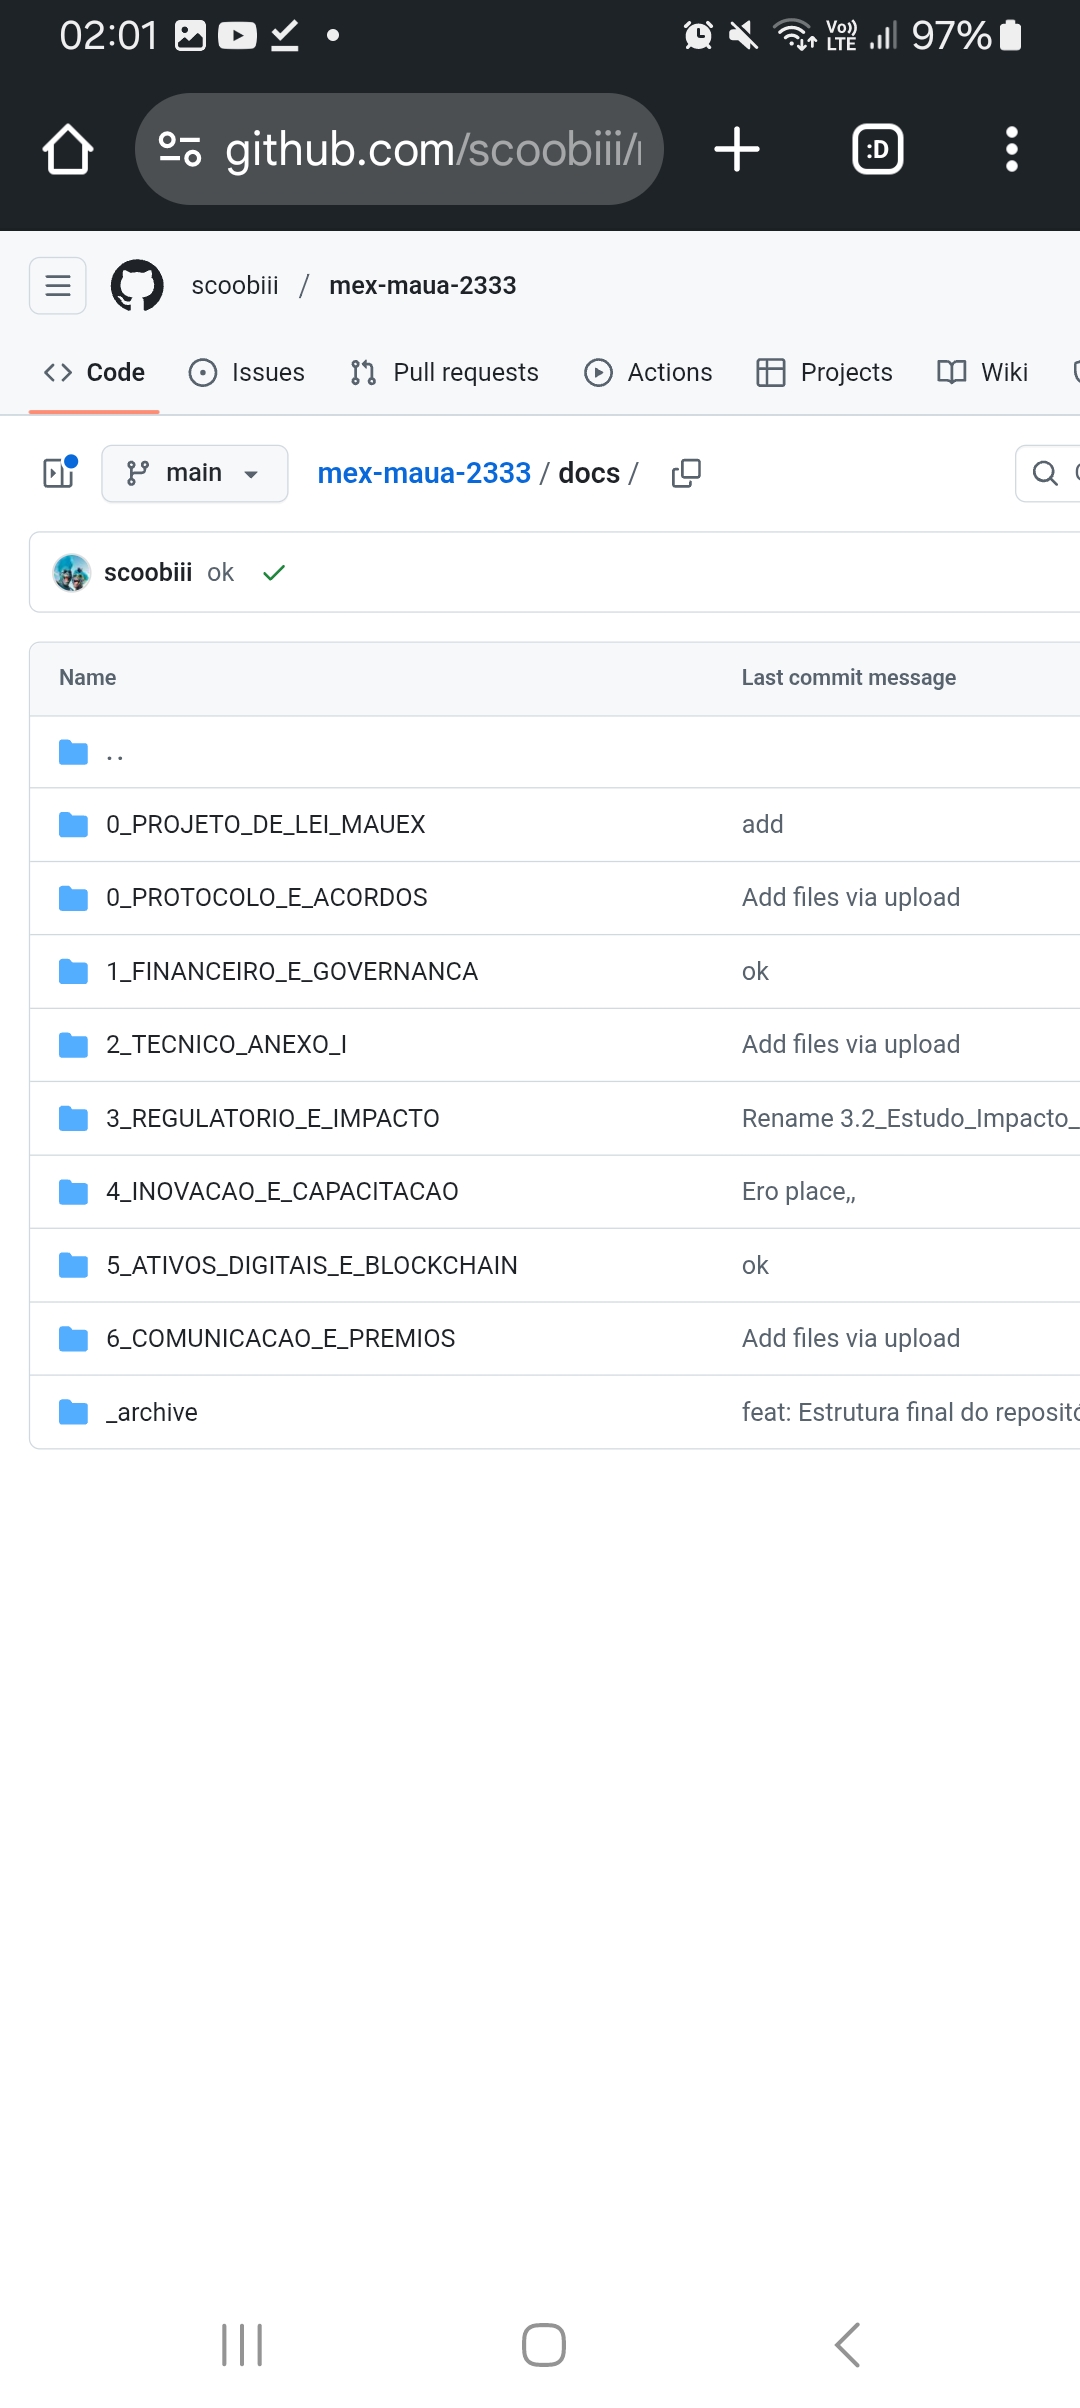 02:01
Vo)) LTE 97%
github.com/scoobiii/
:D
scoobiii / mex-maua-2333
Code Issues Pull requests Actions Projects Wiki
main mex-maua-2333 / docs /
scoobiii ok
Name Last commit message
..
0_PROJETO_DE_LEI_MAUEX add
0_PROTOCOLO_E_ACORDOS Add files via upload
1_FINANCEIRO_E_GOVERNANCA ok
2_TECNICO_ANEXO_I Add files via upload
3_REGULATORIO_E_IMPACTO Rename 3.2_Estudo_Impacto_
4_INOVACAO_E_CAPACITACAO Ero place,,
5_ATIVOS_DIGITAIS_E_BLOCKCHAIN ok
6_COMUNICACAO_E_PREMIOS Add files via upload
_archive feat: Estrutura final do repositó